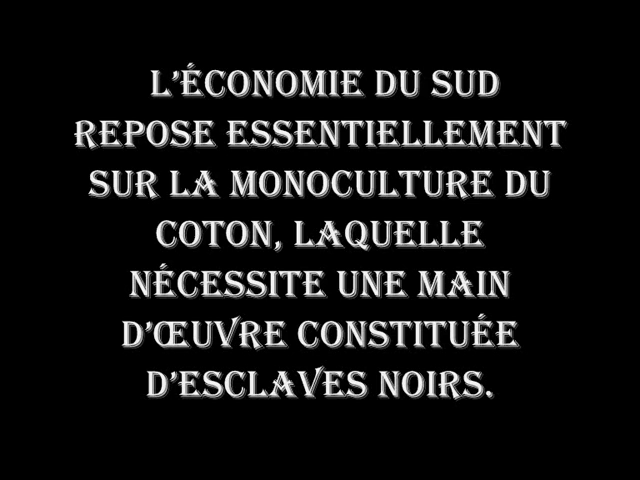 L'ÉCONOMIE DU SUD
REPOSE ESSENTIELLEMENT
SUR LA MONOCULTURE DU
COTON, LAQUELLE
NÉCESSITE UNE MAIN
D'ŒUVRE CONSTITUÉE
D'ESCLAVES NOIRS.